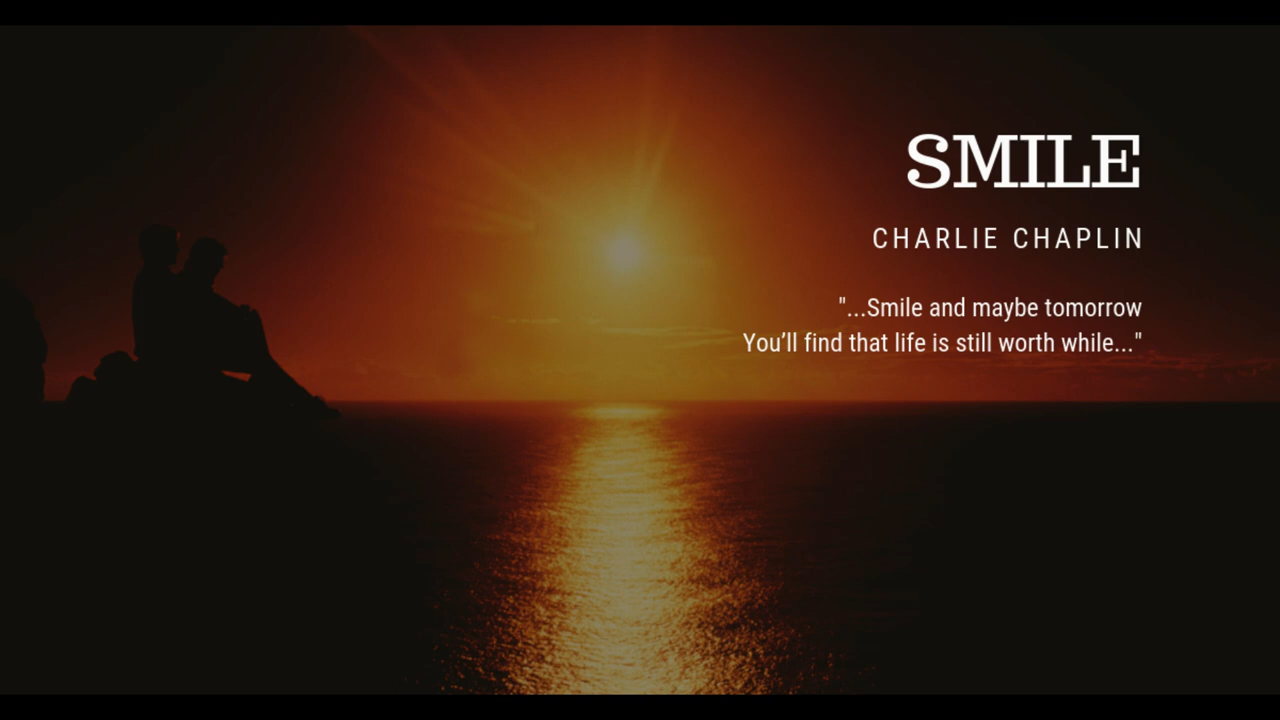 SMILE
CHARLIE CHAPLIN
"...Smile and maybe tomorrow
You’ll find that life is still worth while..."